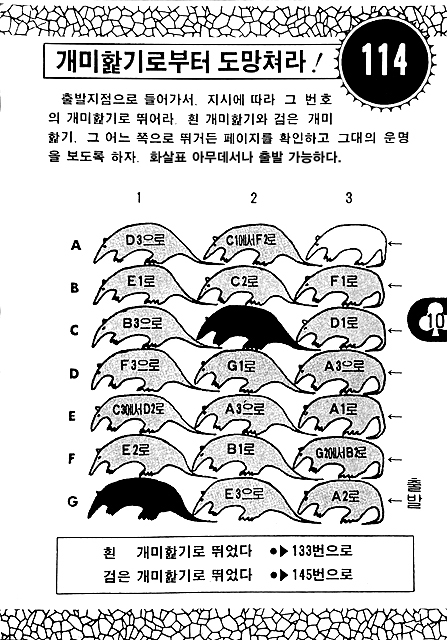 개미핥기로부터 도망쳐라!
114
출발지점으로 들어가서, 지시에 따라 그 번호
의 개미핥기로 뛰어라. 흰 개미핥기와 검은 개미
핥기, 그 어느 쪽으로 뛰거든 페이지를 확인하고 그대의 운명
을 보도록 하자. 화살표 아무데서나 출발 가능하다.
1 2 3
A D3으로 C1에서F2로 ←
B E1로 C2로 F1로 ←
C B3으로 D1로 ←
10
D F3으로 G1로 A3으로 ←
E C3에서D2로 A3으로 A1로 ←
F E2로 B1로 G2에서B2로 ←
G E3으로 A2로 ← 출발
흰 개미핥기로 뛰었다 ●▶133번으로
검은 개미핥기로 뛰었다 ●▶145번으로